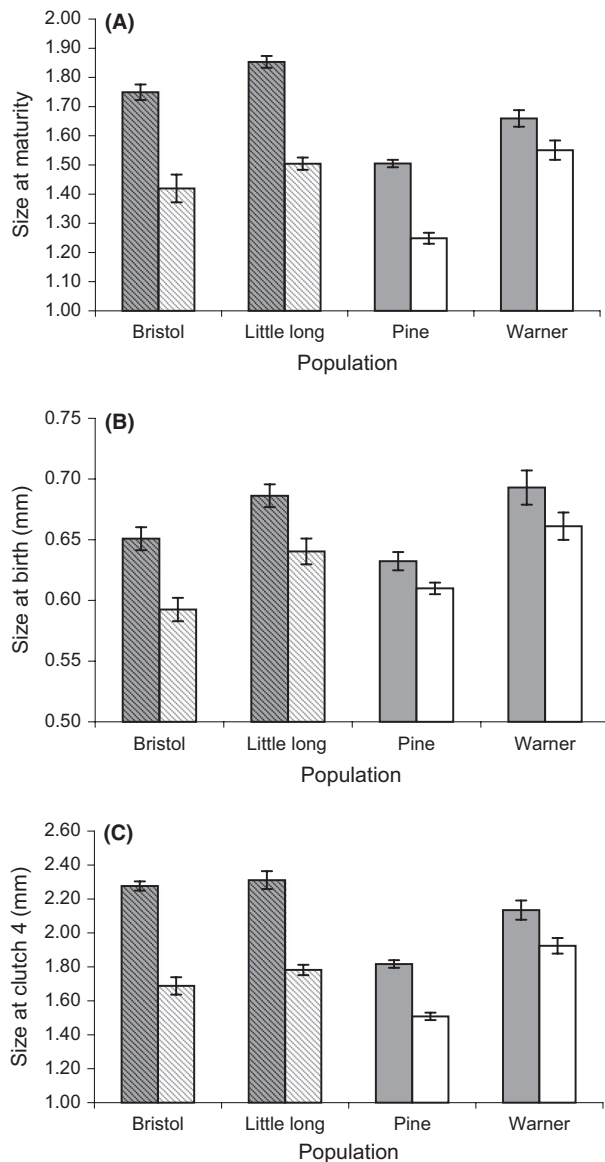 (A)
2.00
1.90
1.80
1.70
1.60
1.50
1.40
1.30
1.20
1.10
1.00
Size at maturity
Bristol Little long Pine Warner
Population
(B)
0.75
0.70
0.65
0.60
0.55
0.50
Size at birth (mm)
Bristol Little long Pine Warner
Population
(C)
2.60
2.40
2.20
2.00
1.80
1.60
1.40
1.20
1.00
Size at clutch 4 (mm)
Bristol Little long Pine Warner
Population